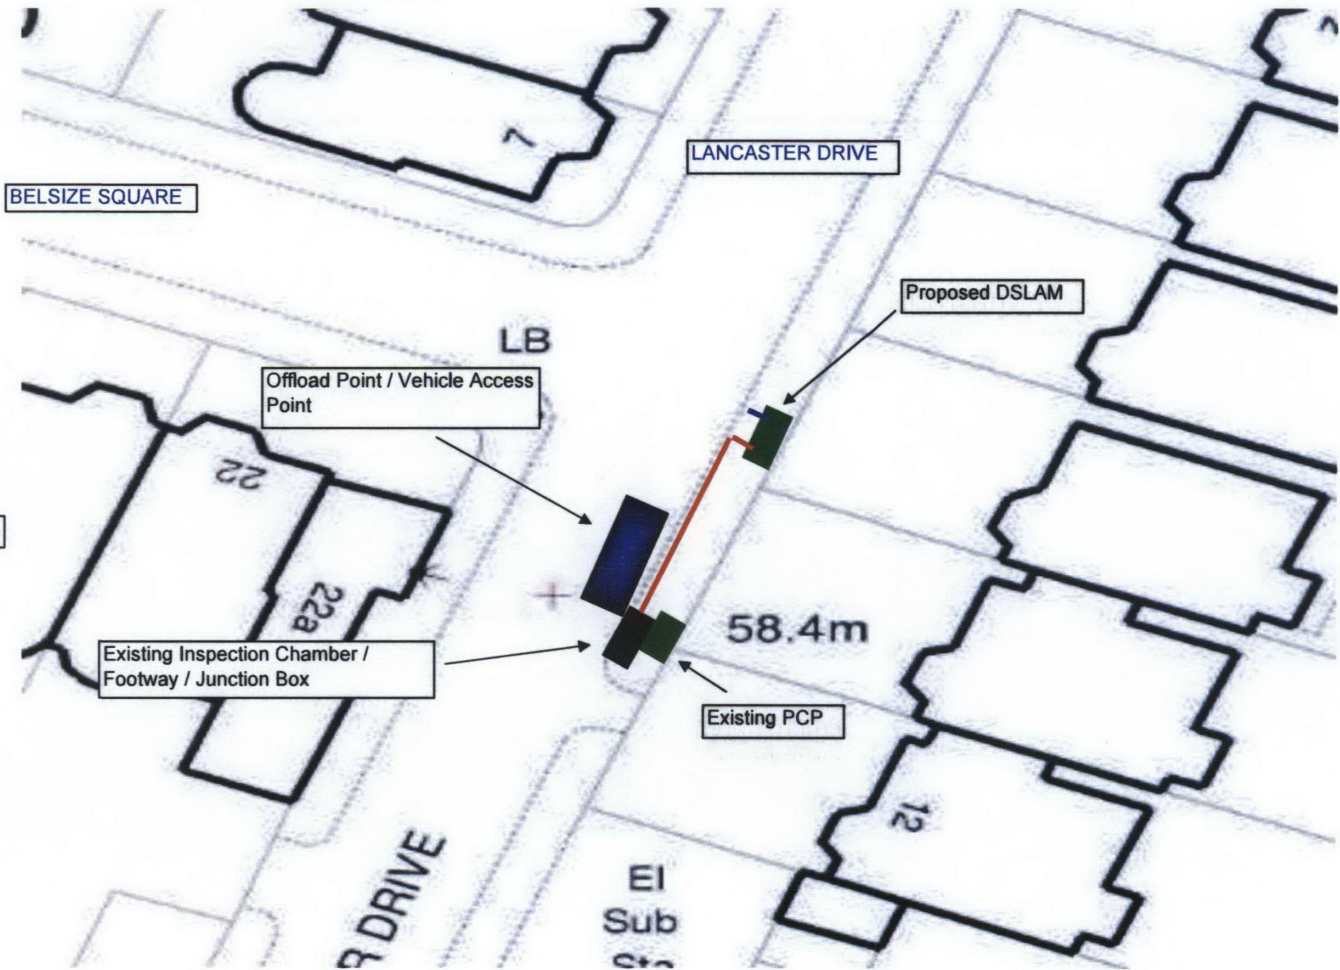 7
LANCASTER DRIVE
BELSIZE SQUARE
Proposed DSLAM
LB
Offload Point / Vehicle Access
Point
22
22a
58.4m
Existing Inspection Chamber /
Footway / Junction Box
Existing PCP
12
R DRIVE
El
Sub
Sta